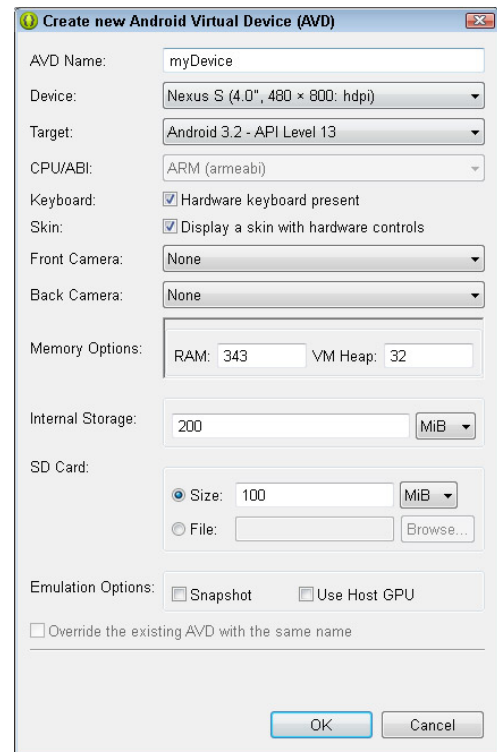 Create new Android Virtual Device (AVD)
AVD Name: myDevice
Device: Nexus S (4.0", 480 × 800: hdpi)
Target: Android 3.2 - API Level 13
CPU/ABI: ARM (armeabi)
Keyboard: Hardware keyboard present
Skin: Display a skin with hardware controls
Front Camera: None
Back Camera: None
Memory Options: RAM: 343 VM Heap: 32
Internal Storage: 200 MiB
SD Card:
Size: 100 MiB
File: Browse...
Emulation Options: Snapshot Use Host GPU
Override the existing AVD with the same name
OK Cancel